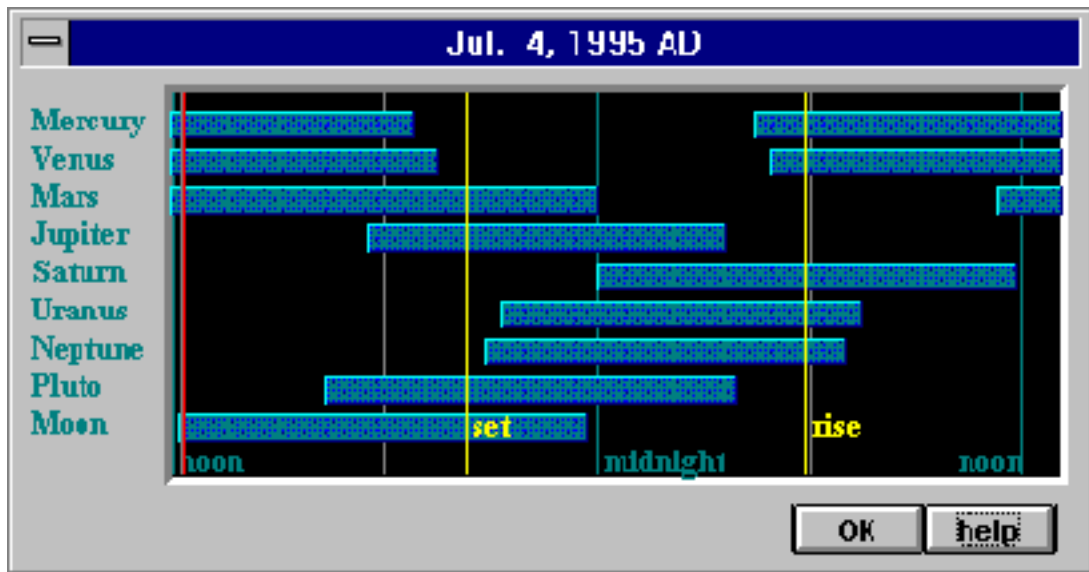 Jul. 4, 1995 AD
Mercury
Venus
Mars
Jupiter
Saturn
Uranus
Neptune
Pluto
Moon
set
rise
noon
midnight
noon
OK
help